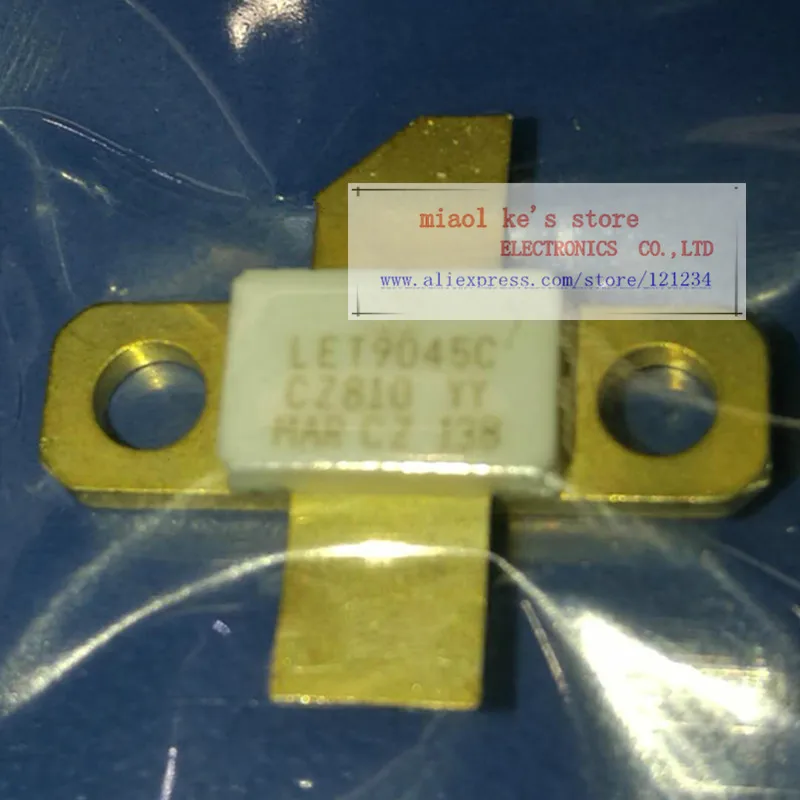 miaol ke's store
ELECTRONICS CO.,LTD
www.aliexpress.com/store/121234
LET9045C
CZ810 YY
MAR CZ 138